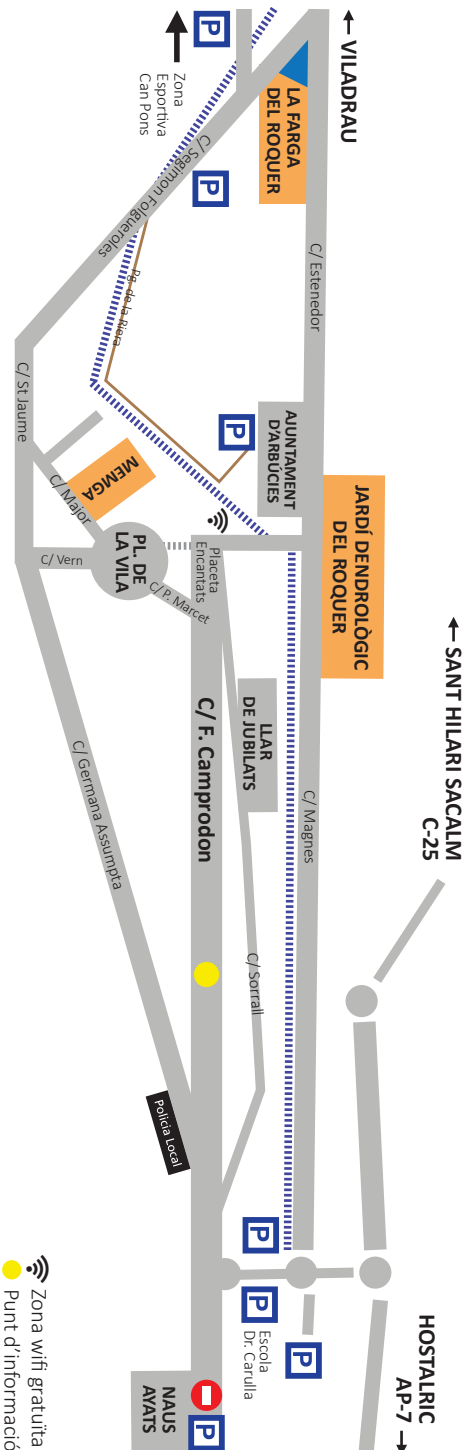 ← VILADRAU
← SANT HILARI SACALM
C-25
HOSTALRIC
AP-7 →
LA FARGA
DEL ROQUER
C/ Estenedor
JARDÍ DENDROLÒGIC
DEL ROQUER
C/ Magnes
AJUNTAMENT
D'ARBÚCIES
P
P
P
Zona
Esportiva
Can Pons
C/ Segimon Folgueroles
Pg. de la Riera
C/ St Jaume
MEMGA
C/ Major
PL. DE
LA VILA
C/ Vern
C/ P. Marcet
Placeta
Encantats
LLAR
DE JUBILATS
C/ F. Camprodon
C/ Sorrall
C/ Germana Assumpta
Policia Local
P
P
P
Escola
Dr. Carulla
NAUS
AYATS
P
Zona wifi gratuïta
Punt d'informació